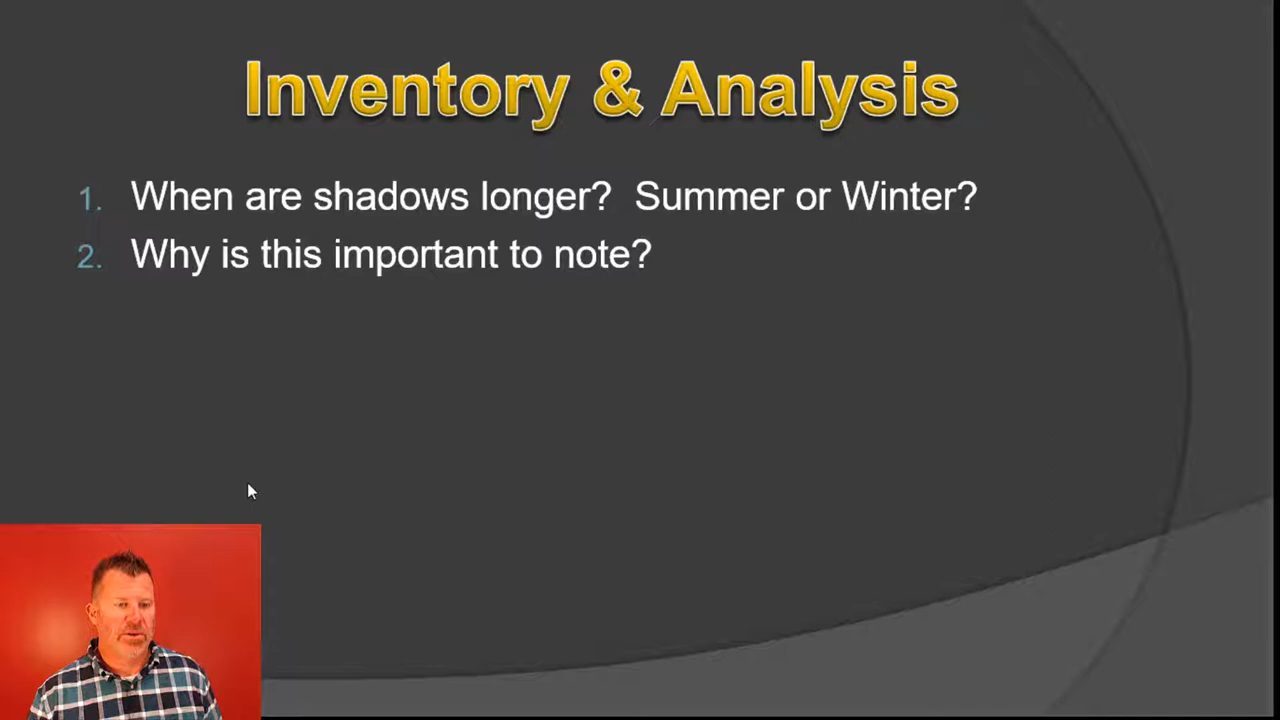 Inventory & Analysis
1. When are shadows longer?  Summer or Winter?
2. Why is this important to note?